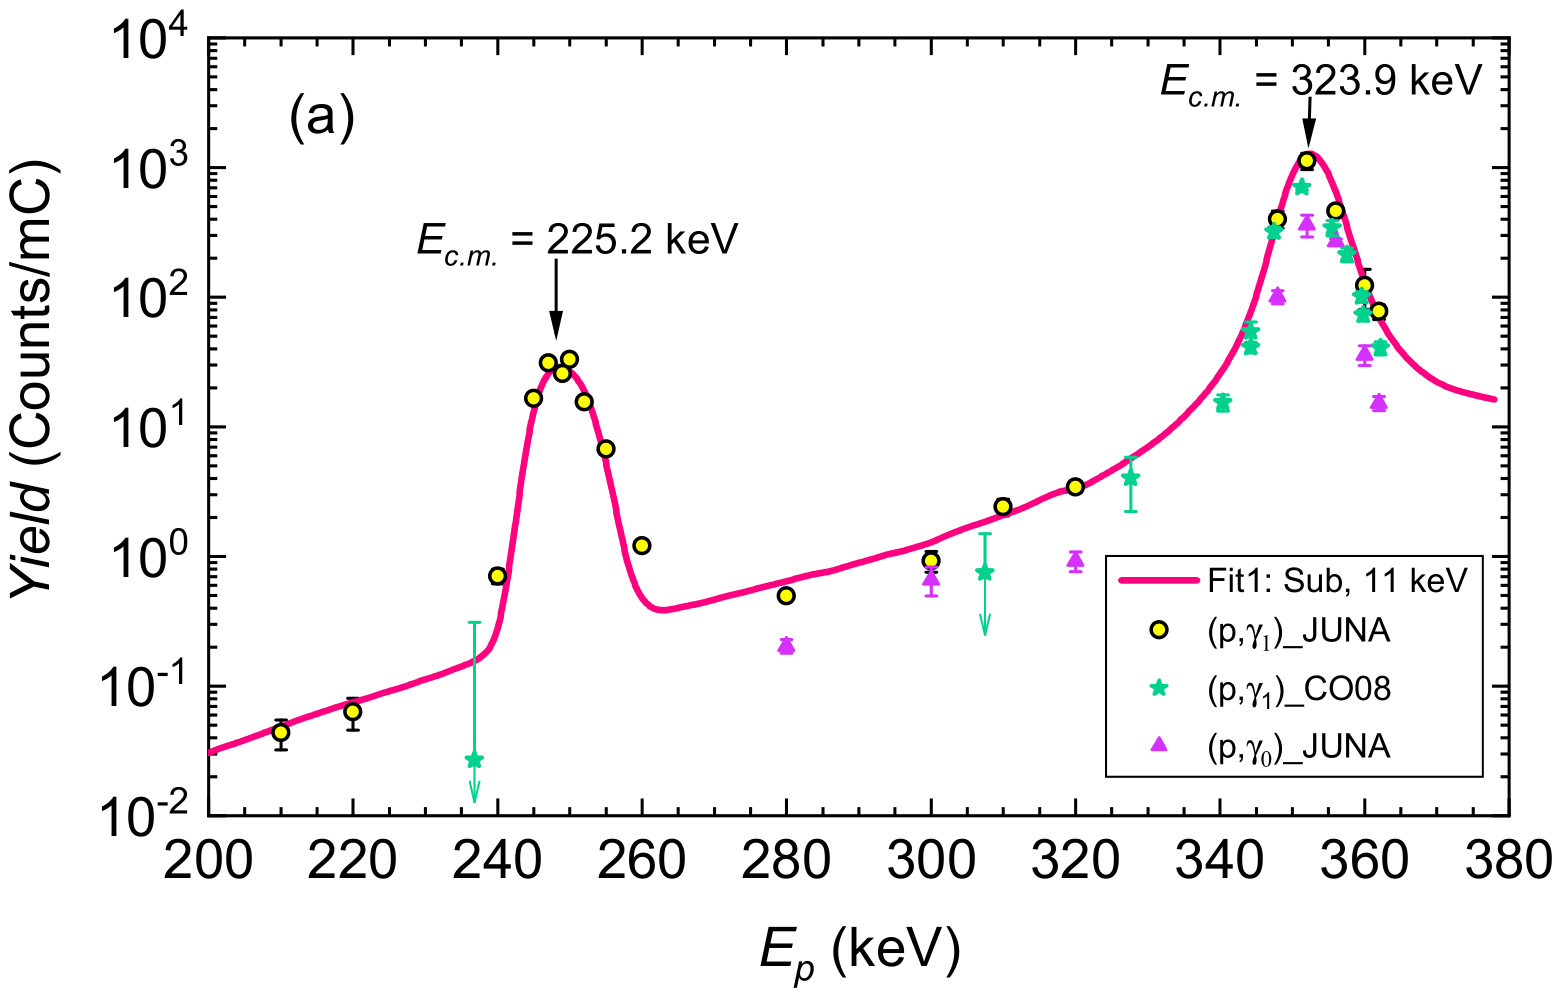 (a)
E_c.m. = 323.9 keV
E_c.m. = 225.2 keV
Yield (Counts/mC)
10^4
10^3
10^2
10^1
10^0
10^-1
10^-2
Fit1: Sub, 11 keV
(p,γ₁)_JUNA
(p,γ₁)_CO08
(p,γ₀)_JUNA
200 220 240 260 280 300 320 340 360 380
E_p (keV)